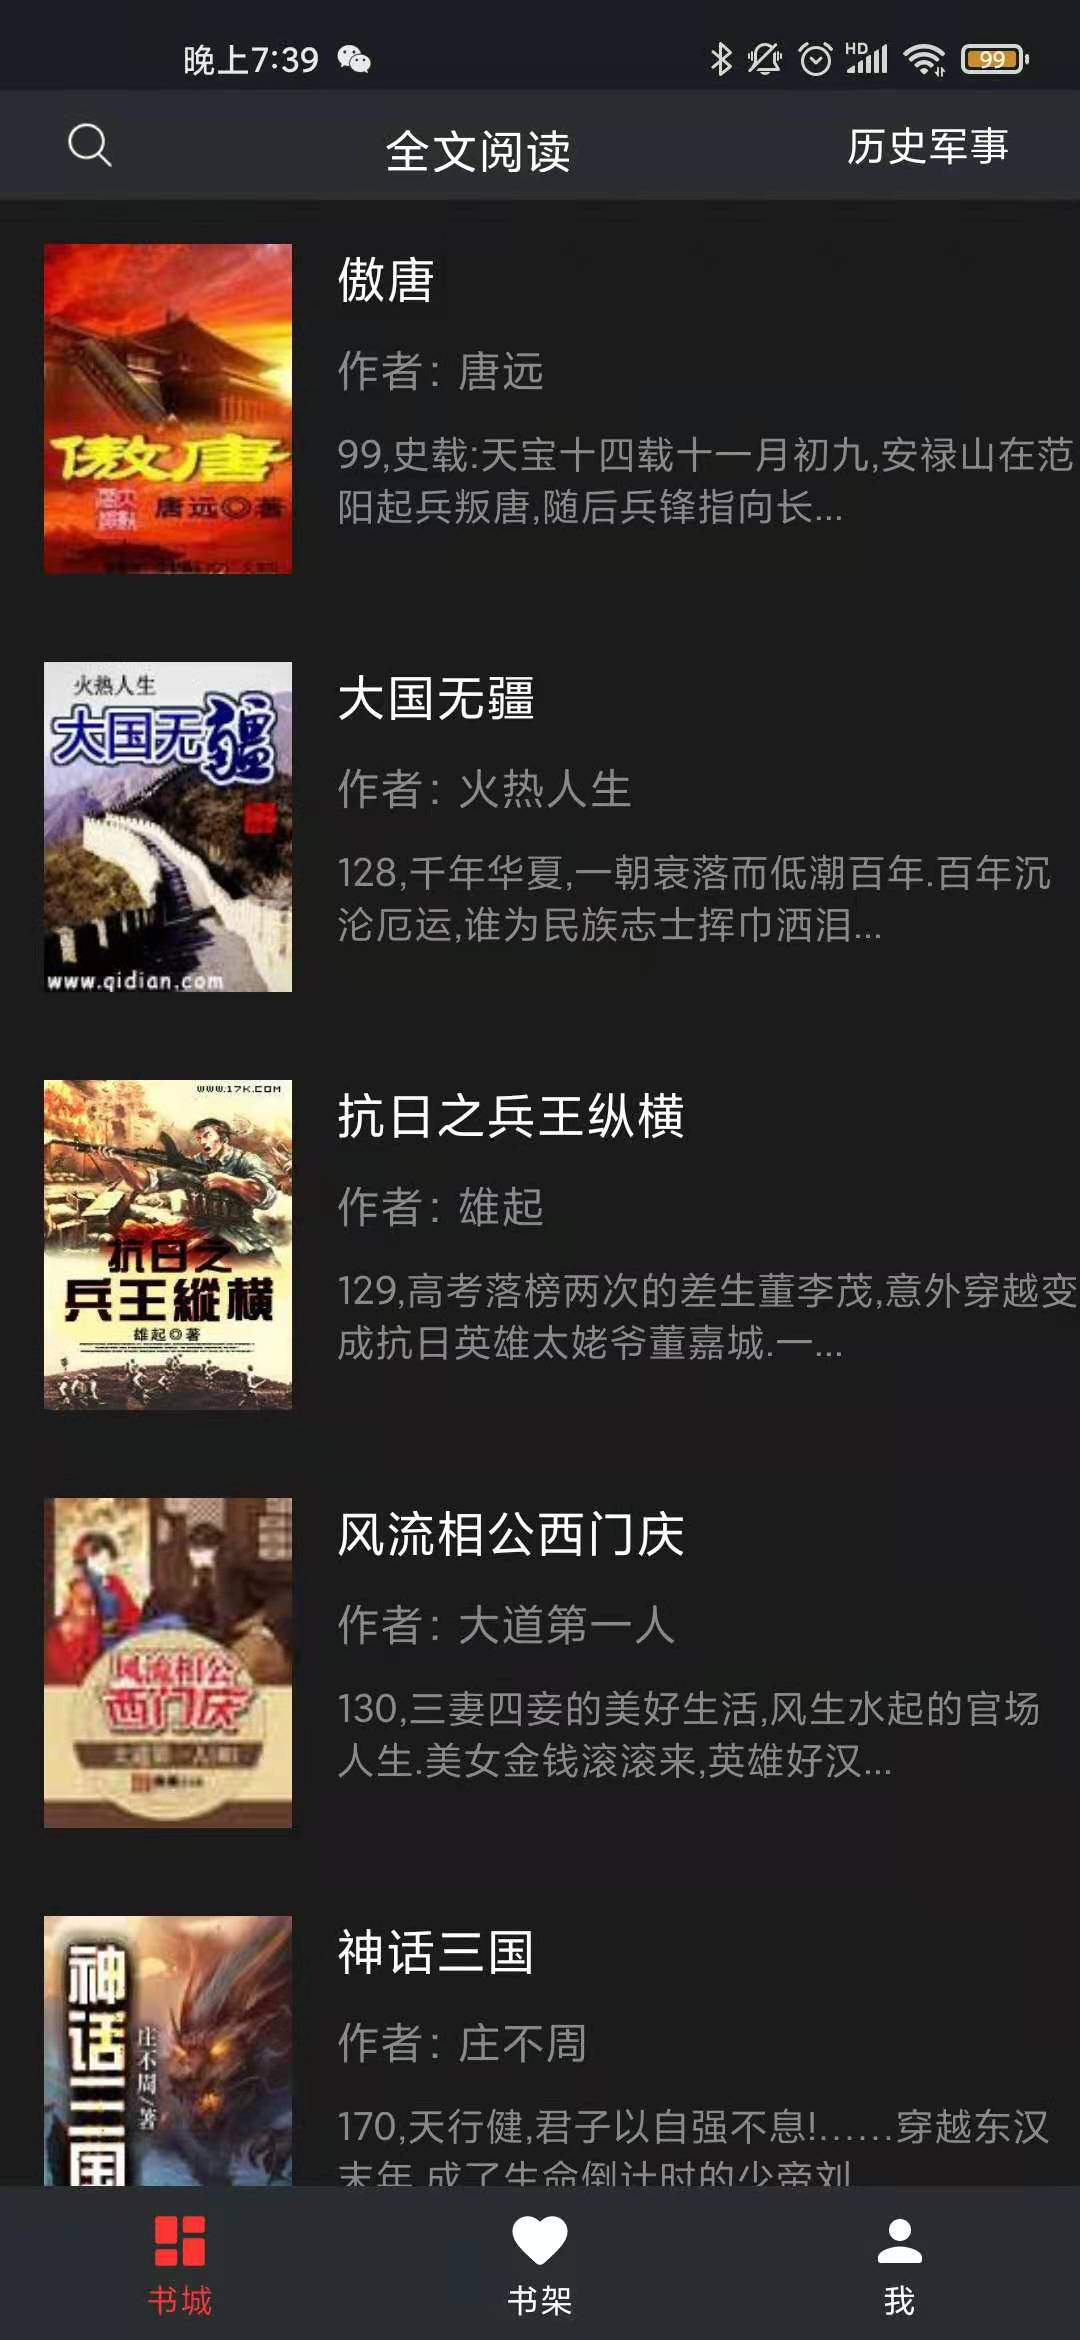 晚上7:39
HD
99
全文阅读
历史军事
傲唐
唐远◎著
傲唐
作者: 唐远
99,史载:天宝十四载十一月初九,安禄山在范
阳起兵叛唐,随后兵锋指向长...
火热人生
大国无疆
www.qidian.com
大国无疆
作者: 火热人生
128,千年华夏,一朝衰落而低潮百年.百年沉
沦厄运,谁为民族志士挥巾洒泪...
WWW.17K.COM
抗日之
兵王縱橫
雄起◎著
抗日之兵王纵横
作者: 雄起
129,高考落榜两次的差生董李茂,意外穿越变
成抗日英雄太姥爷董嘉城.一...
风流相公
西门庆
风流相公西门庆
作者: 大道第一人
130,三妻四妾的美好生活,风生水起的官场
人生.美女金钱滚滚来,英雄好汉...
神话三国
庄不周/著
神话三国
作者: 庄不周
170,天行健,君子以自强不息!……穿越东汉
末年,成了生命倒计时的少帝刘
书城
书架
我